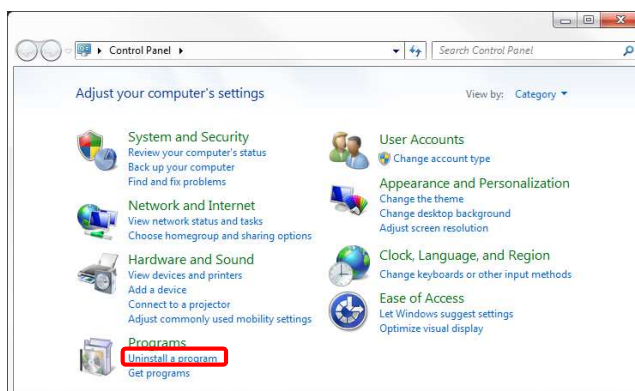 Control Panel
Search Control Panel
Adjust your computer's settings
View by: Category
System and Security
Review your computer's status
Back up your computer
Find and fix problems
Network and Internet
View network status and tasks
Choose homegroup and sharing options
Hardware and Sound
View devices and printers
Add a device
Connect to a projector
Adjust commonly used mobility settings
Programs
Uninstall a program
Get programs
User Accounts
Change account type
Appearance and Personalization
Change the theme
Change desktop background
Adjust screen resolution
Clock, Language, and Region
Change keyboards or other input methods
Ease of Access
Let Windows suggest settings
Optimize visual display